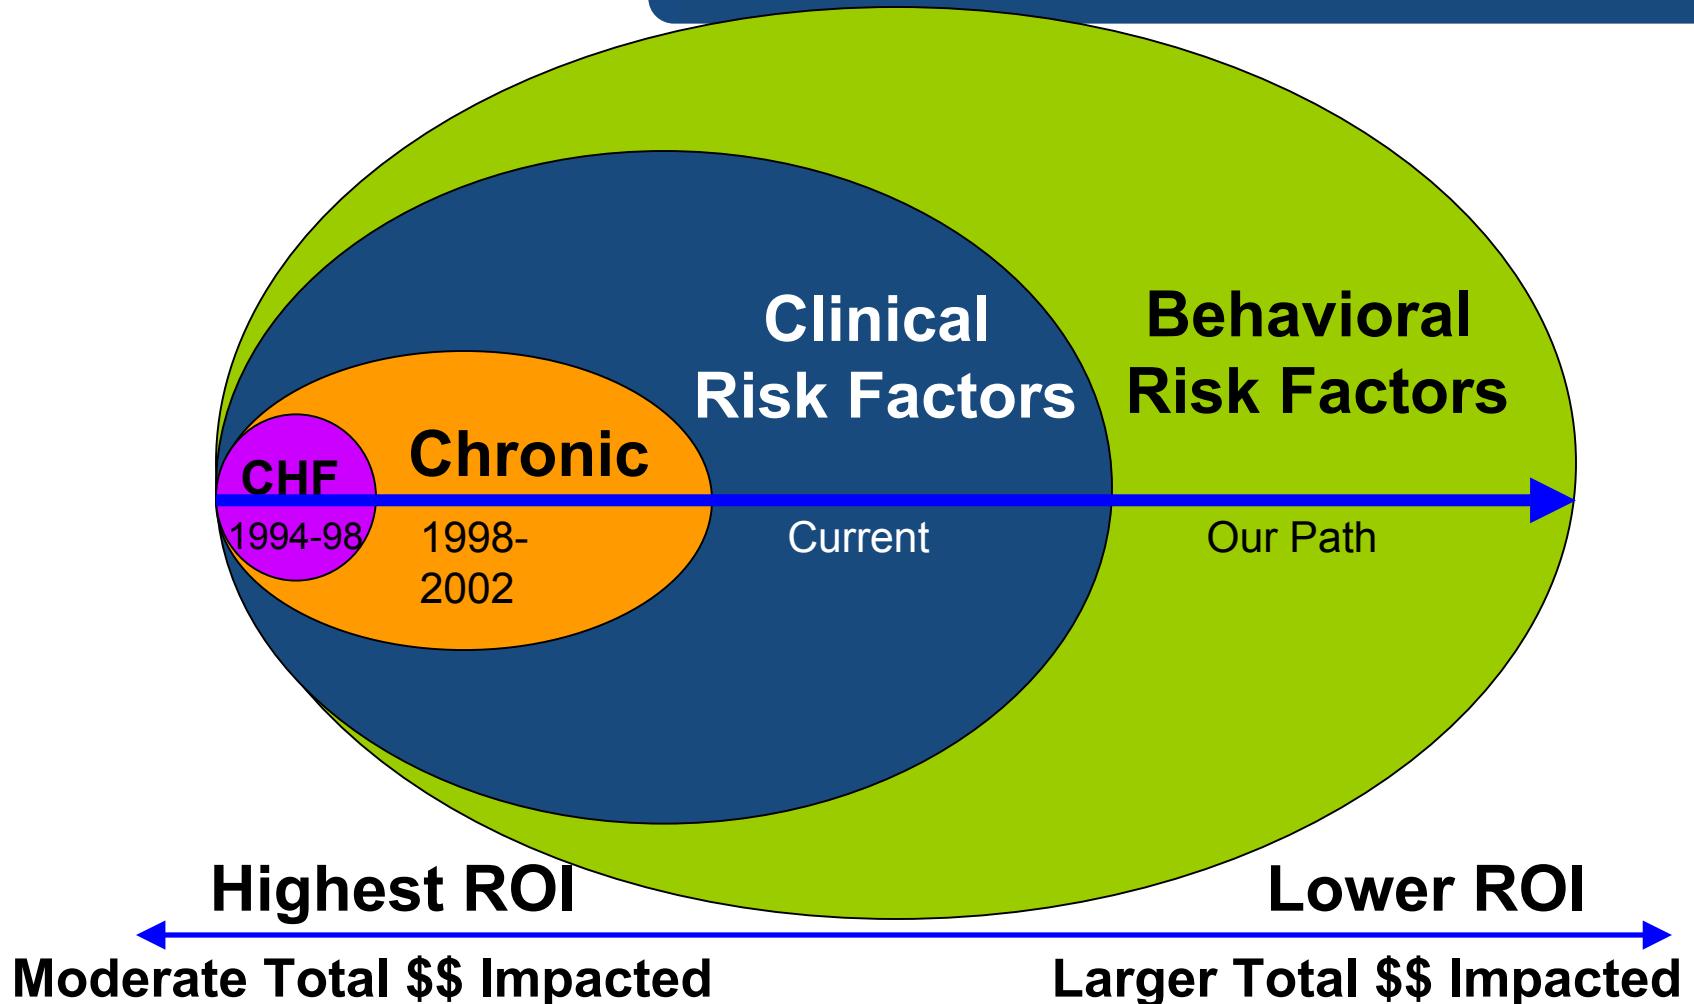 Clinical
Risk Factors
Behavioral
Risk Factors
CHF
Chronic
1994-98
1998-
2002
Current
Our Path
Highest ROI
Lower ROI
Moderate Total $$ Impacted
Larger Total $$ Impacted